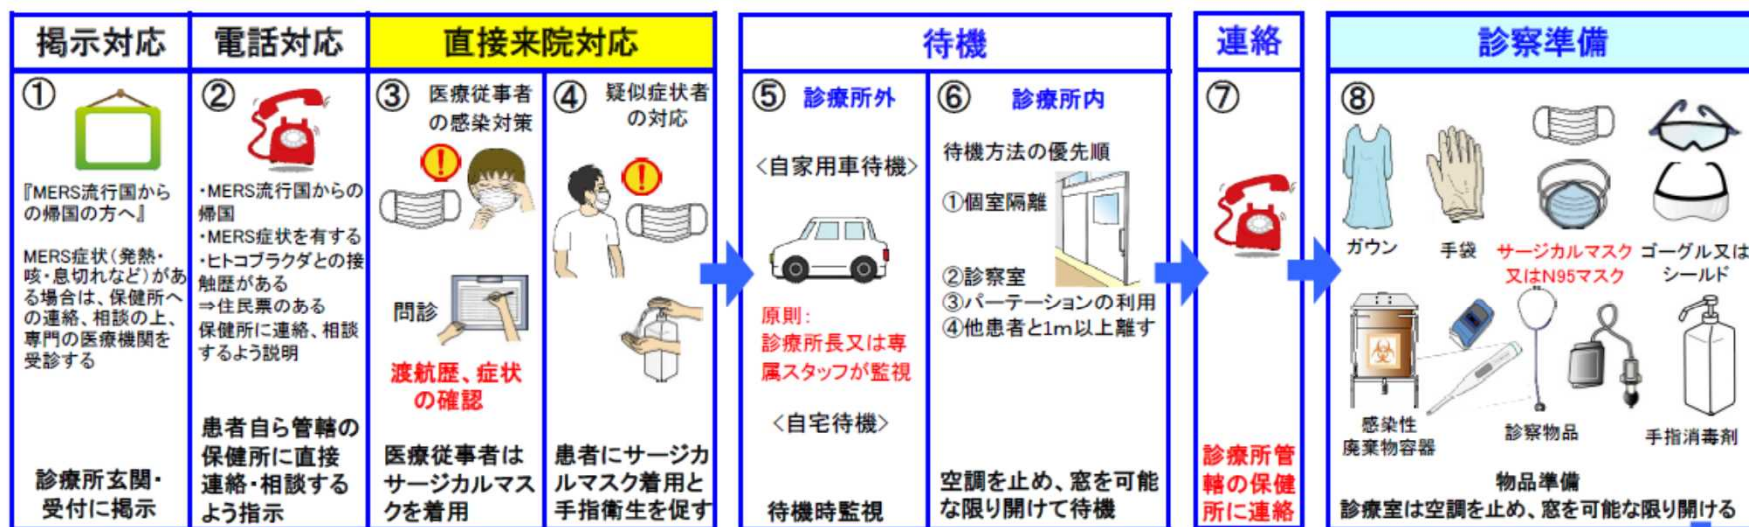 掲示対応
電話対応
直接来院対応
待機
連絡
診察準備
①
『MERS流行国から
の帰国の方へ』
MERS症状(発熱・
咳・息切れなど)があ
る場合は、保健所へ
の連絡、相談の上、
専門の医療機関を
受診する
診療所玄関・
受付に掲示
②
・MERS流行国からの
帰国
・MERS症状を有する
・ヒトコブラクダとの接
触歴がある
⇒住民票のある
保健所に連絡、相談
するよう説明
患者自ら管轄の
保健所に直接
連絡・相談する
よう指示
③ 医療従事者
の感染対策
問診
渡航歴、症状
の確認
医療従事者は
サージカルマス
クを着用
④ 疑似症状者
の対応
患者にサージカ
ルマスク着用と
手指衛生を促す
⑤ 診療所外
<自家用車待機>
原則:
診療所長又は専
属スタッフが監視
<自宅待機>
待機時監視
⑥ 診療所内
待機方法の優先順
①個室隔離
②診察室
③パーテーションの利用
④他患者と1m以上離す
空調を止め、窓を可能
な限り開けて待機
⑦
診療所管
轄の保健
所に連絡
⑧
ガウン
手袋
サージカルマスク
又はN95マスク
ゴーグル又は
シールド
感染性
廃棄物容器
診察物品
手指消毒剤
物品準備
診療室は空調を止め、窓を可能な限り開ける